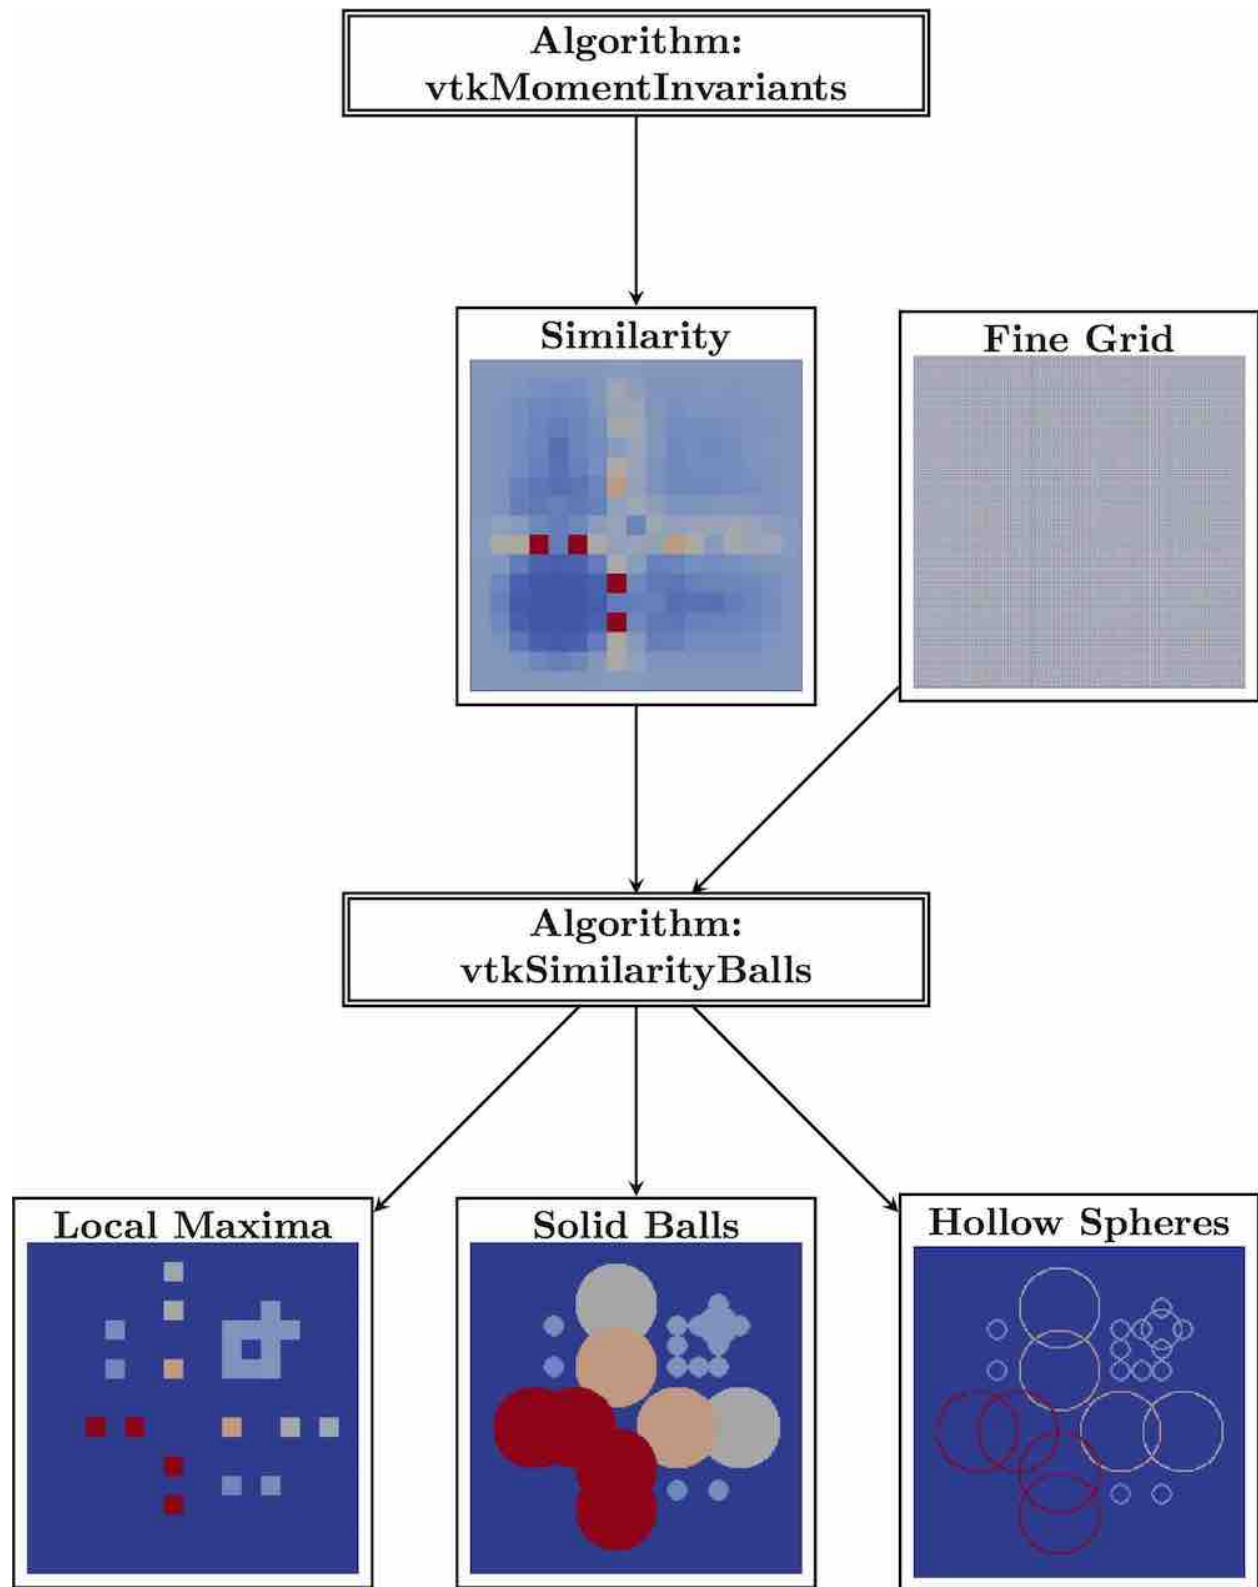 Algorithm:
vtkMomentInvariants
Similarity
Fine Grid
Algorithm:
vtkSimilarityBalls
Local Maxima
Solid Balls
Hollow Spheres